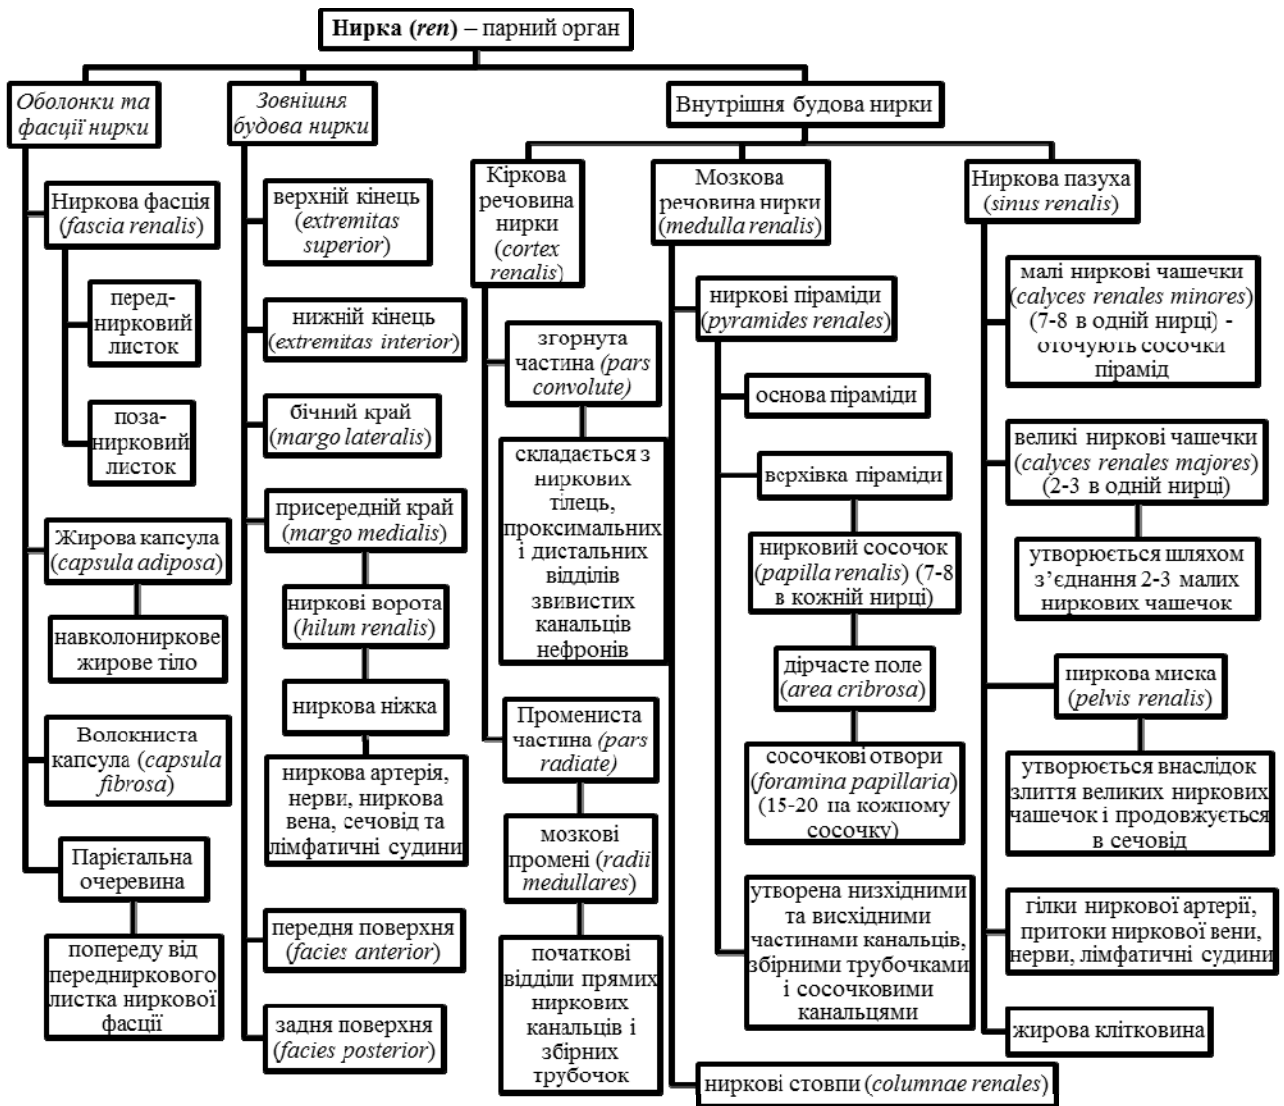 Нирка (ren) – парний орган
Оболонки та
фасції нирки
Ниркова фасція
(fascia renalis)
перед-
нирковий
листок
поза-
нирковий
листок
Жирова капсула
(capsula adiposa)
навколониркове
жирове тіло
Волокниста
капсула (capsula
fibrosa)
Парієтальна
очеревина
попереду від
передниркового
листка ниркової
фасції
Зовнішня
будова нирки
верхній кінець
(extremitas
superior)
нижній кінець
(extremitas interior)
бічний край
(margo lateralis)
присередній край
(margo medialis)
ниркові ворота
(hilum renalis)
ниркова ніжка
ниркова артерія,
нерви, ниркова
вена, сечовід та
лімфатичні судини
передня поверхня
(facies anterior)
задня поверхня
(facies posterior)
Внутрішня будова нирки
Кіркова
речовина
нирки
(cortex
renalis)
згорнута
частина (pars
convolute)
складається з
ниркових
тілець,
проксимальних
і дистальних
відділів
звивистих
канальців
нефронів
Промениста
частина (pars
radiate)
мозкові
промені (radii
medullares)
початкові
відділи прямих
ниркових
канальців і
збірних
трубочок
Мозкова
речовина нирки
(medulla renalis)
ниркові піраміди
(pyramides renales)
основа піраміди
верхівка піраміди
нирковий сосочок
(papilla renalis) (7-8
в кожній нирці)
дірчасте поле
(area cribrosa)
сосочкові отвори
(foramina papillaria)
(15-20 на кожному
сосочку)
утворена низхідними
та висхідними
частинами канальців,
збірними трубочками
і сосочковими
канальцями
ниркові стовпи (columnae renales)
Ниркова пазуха
(sinus renalis)
малі ниркові чашечки
(calyces renales minores)
(7-8 в одній нирці) -
оточують сосочки
пірамід
великі ниркові чашечки
(calyces renales majores)
(2-3 в одній нирці)
утворюється шляхом
з’єднання 2-3 малих
ниркових чашечок
ниркова миска
(pelvis renalis)
утворюється внаслідок
злиття великих ниркових
чашечок і продовжується
в сечовід
гілки ниркової артерії,
притоки ниркової вени,
нерви, лімфатичні судини
жирова клітковина